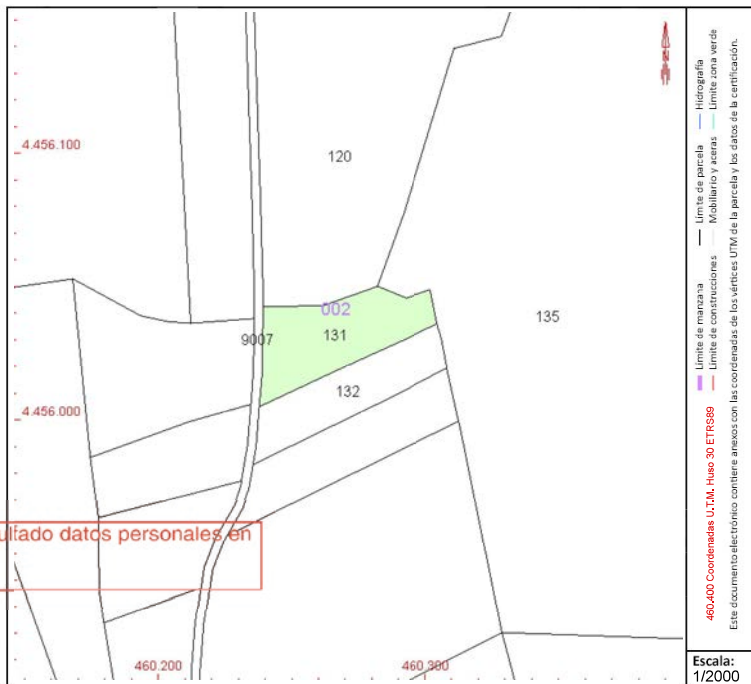 4.456.100
120
002
131
135
9007
132
4.456.000
ultado datos personales en
460.200
460.300
Límite de manzana
Límite de parcela
Hidrografía
Límite de construcciones
Mobiliario y aceras
Límite zona verde
460.400 Coordenadas U.T.M. Huso 30 ETRS89
Este documento electrónico contiene anexos con las coordenadas de los vértices UTM de la parcela y los datos de la certificación.
Escala:
1/2000